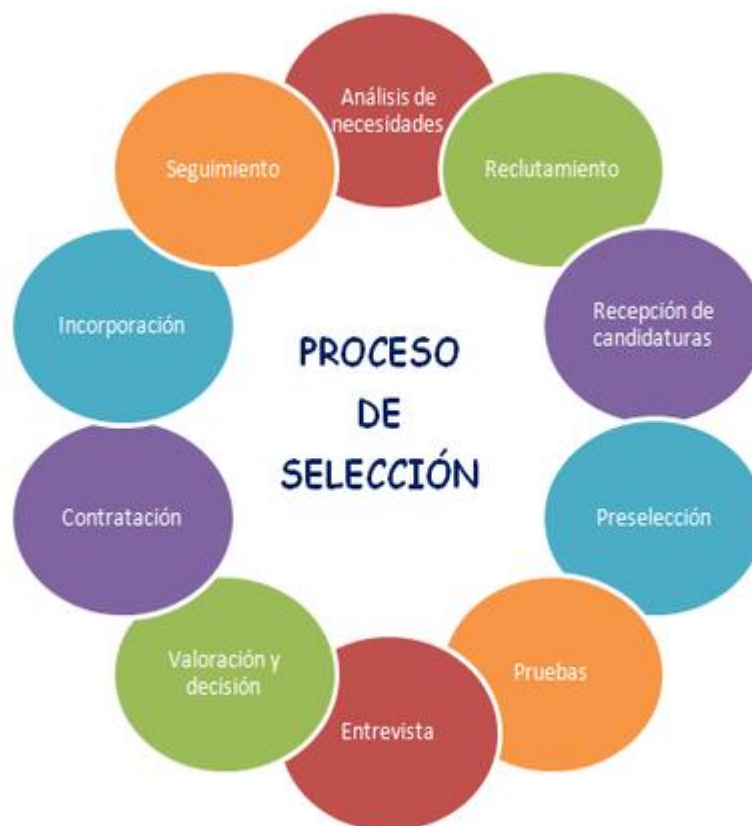 Análisis de
necesidades
Reclutamiento
Recepción de
candidaturas
Preselección
Pruebas
Entrevista
Valoración y
decisión
Contratación
Incorporación
Seguimiento
PROCESO
DE
SELECCIÓN